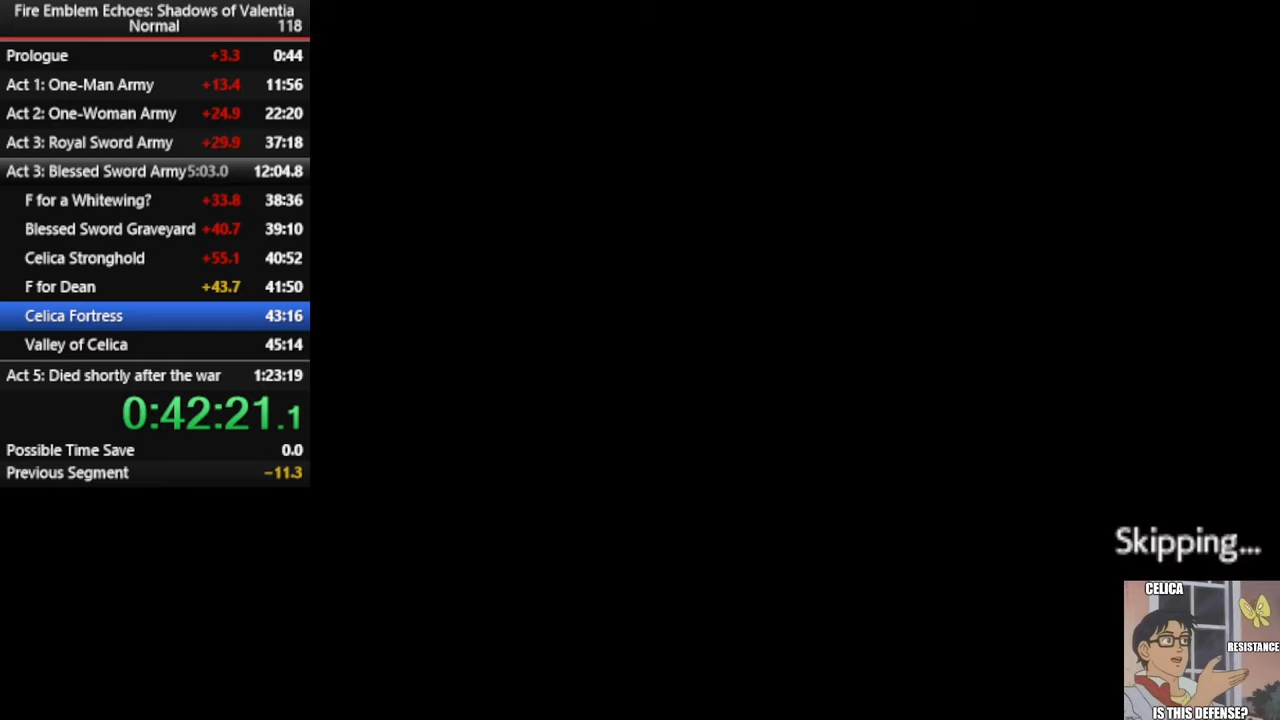 Fire Emblem Echoes: Shadows of Valentia
Normal 118
Prologue +3.3 0:44
Act 1: One-Man Army +13.4 11:56
Act 2: One-Woman Army +24.9 22:20
Act 3: Royal Sword Army +29.9 37:18
Act 3: Blessed Sword Army 5:03.0 12:04.8
F for a Whitewing? +33.8 38:36
Blessed Sword Graveyard +40.7 39:10
Celica Stronghold +55.1 40:52
F for Dean +43.7 41:50
Celica Fortress 43:16
Valley of Celica 45:14
Act 5: Died shortly after the war 1:23:19
0:42:21.1
Possible Time Save 0.0
Previous Segment −11.3
Skipping...
CELICA
RESISTANCE
IS THIS DEFENSE?